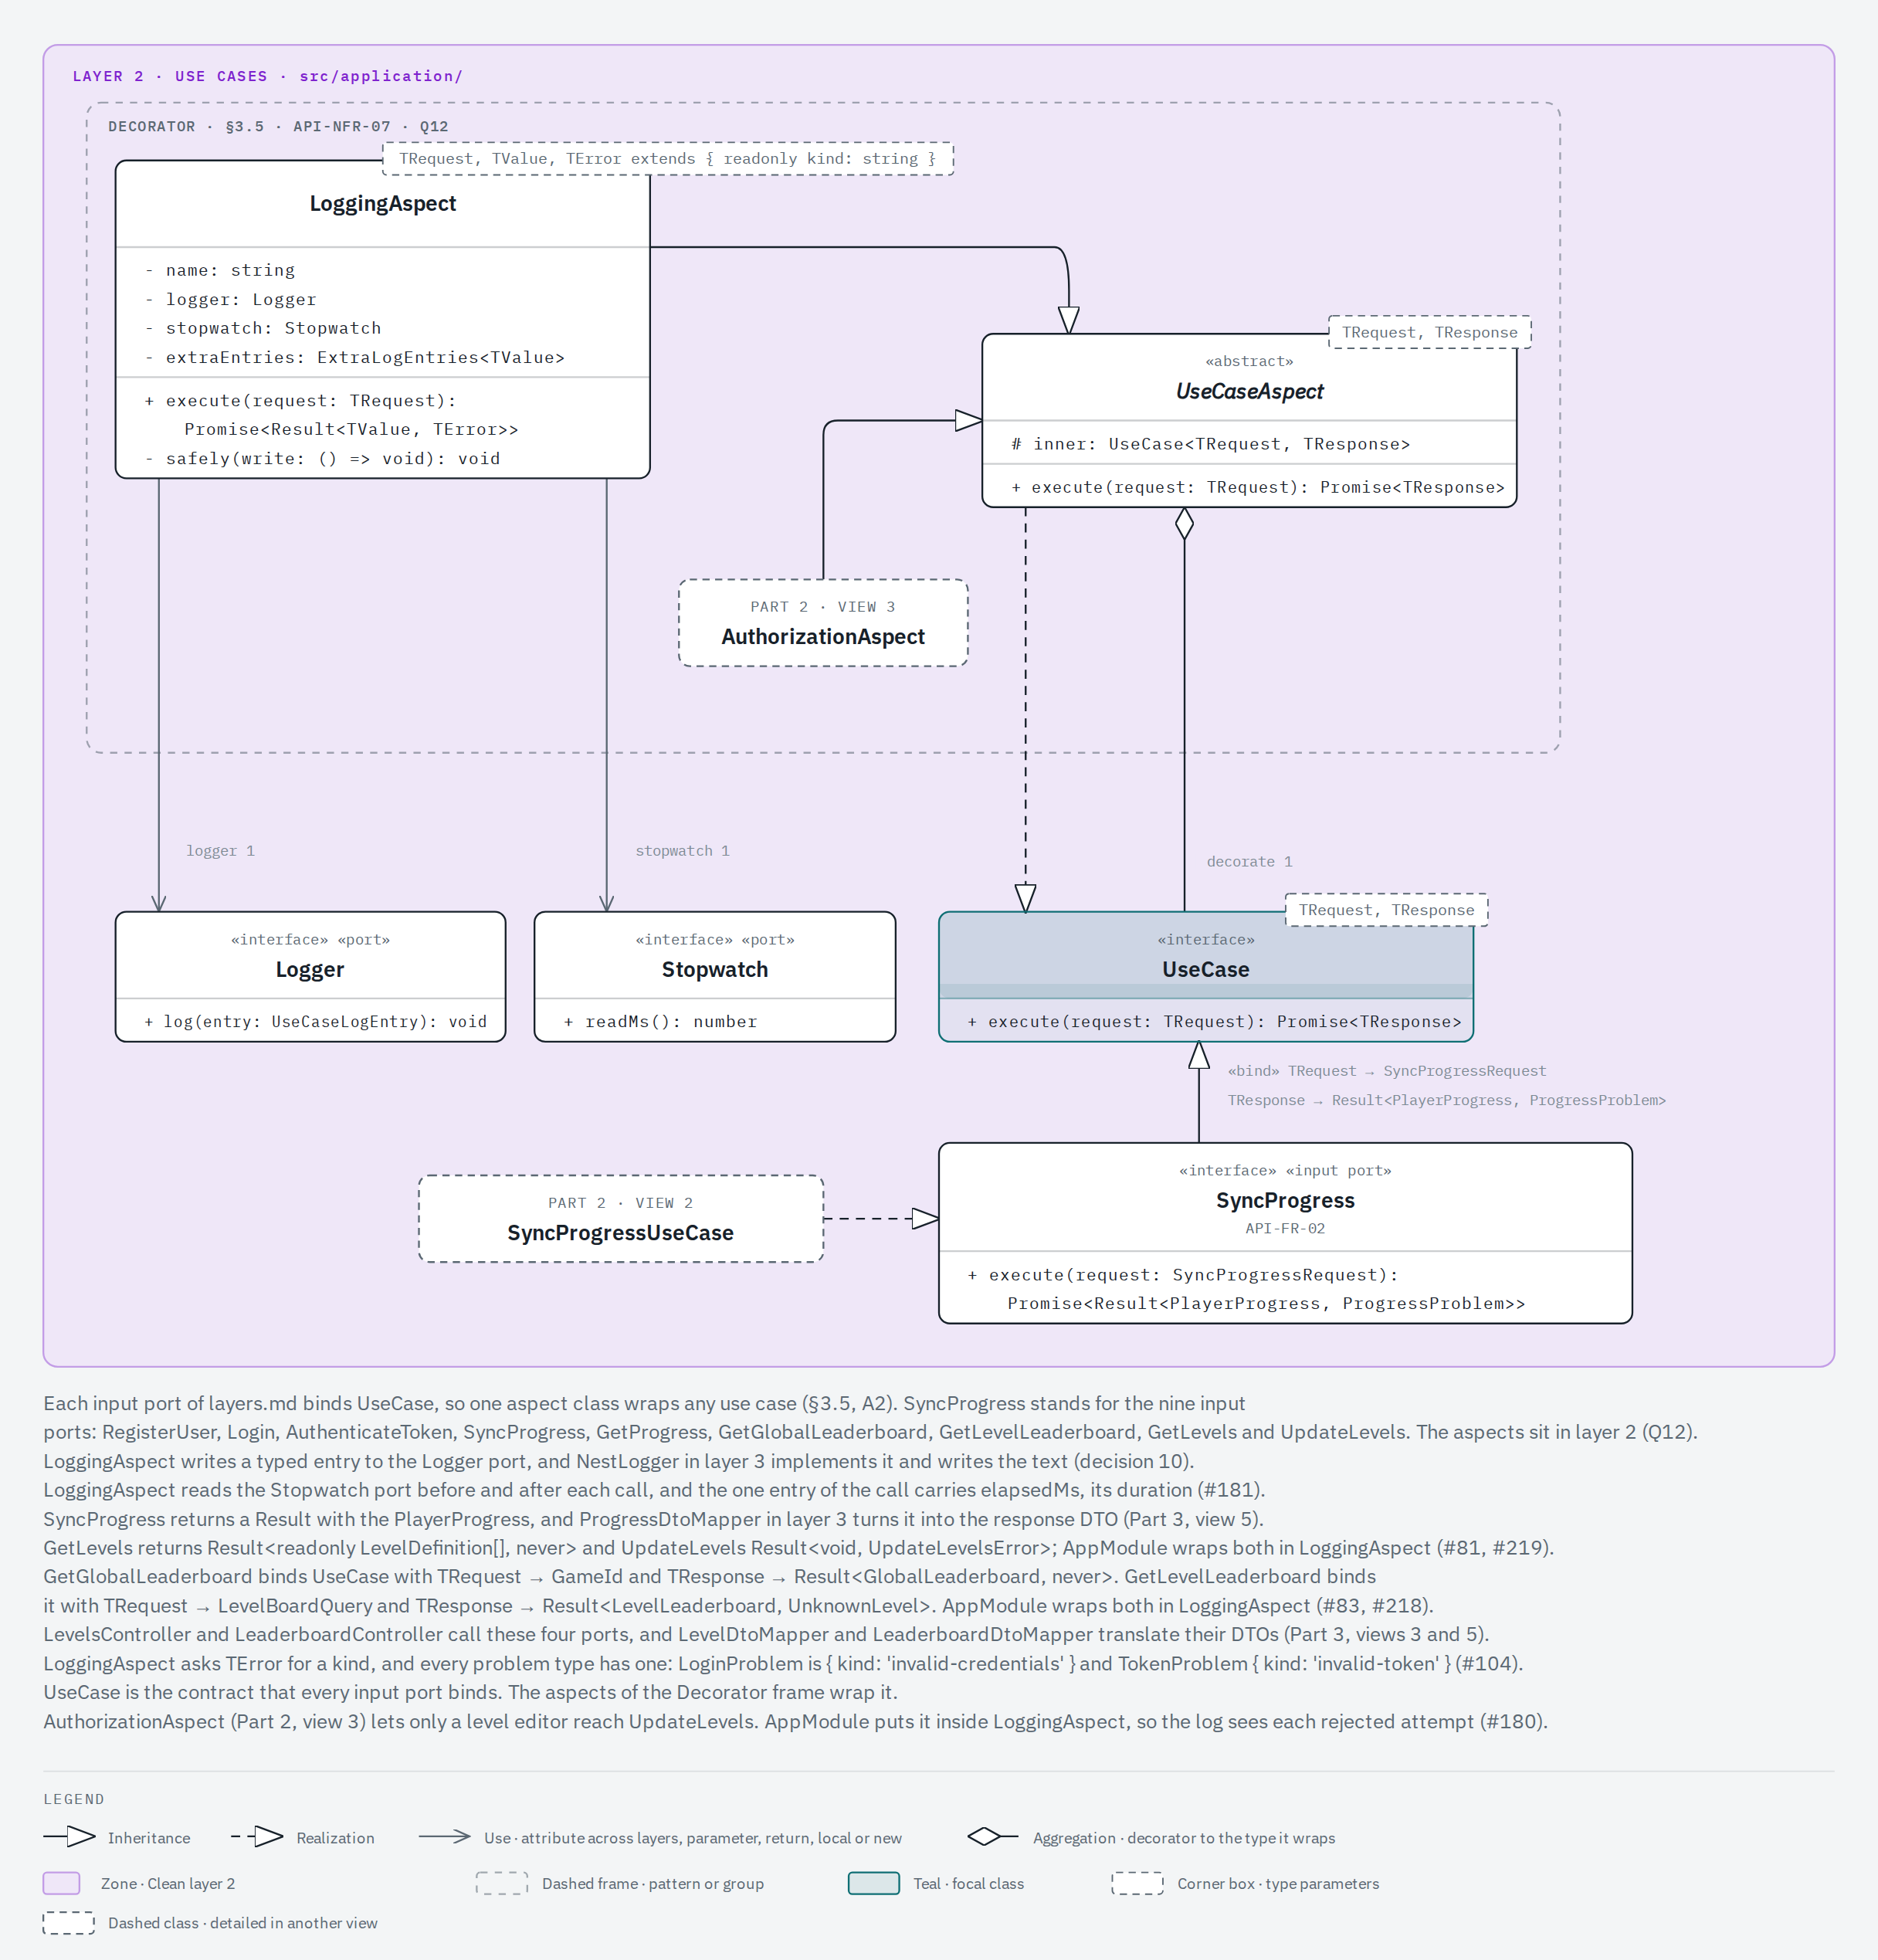 LAYER 2 · USE CASES · src/application/
DECORATOR · §3.5 · API-NFR-07 · Q12
TRequest, TValue, TError extends { readonly kind: string }
LoggingAspect
- name: string
- logger: Logger
- stopwatch: Stopwatch
- extraEntries: ExtraLogEntries<TValue>
+ execute(request: TRequest):
Promise<Result<TValue, TError>>
- safely(write: () => void): void
TRequest, TResponse
«abstract»
UseCaseAspect
# inner: UseCase<TRequest, TResponse>
+ execute(request: TRequest): Promise<TResponse>
PART 2 · VIEW 3
AuthorizationAspect
logger 1
stopwatch 1
decorate 1
«interface» «port»
Logger
+ log(entry: UseCaseLogEntry): void
«interface» «port»
Stopwatch
+ readMs(): number
TRequest, TResponse
«interface»
UseCase
+ execute(request: TRequest): Promise<TResponse>
«bind» TRequest → SyncProgressRequest
TResponse → Result<PlayerProgress, ProgressProblem>
PART 2 · VIEW 2
SyncProgressUseCase
«interface» «input port»
SyncProgress
API-FR-02
+ execute(request: SyncProgressRequest):
Promise<Result<PlayerProgress, ProgressProblem>>
Each input port of layers.md binds UseCase, so one aspect class wraps any use case (§3.5, A2). SyncProgress stands for the nine input
ports: RegisterUser, Login, AuthenticateToken, SyncProgress, GetProgress, GetGlobalLeaderboard, GetLevelLeaderboard, GetLevels and UpdateLevels. The aspects sit in layer 2 (Q12).
LoggingAspect writes a typed entry to the Logger port, and NestLogger in layer 3 implements it and writes the text (decision 10).
LoggingAspect reads the Stopwatch port before and after each call, and the one entry of the call carries elapsedMs, its duration (#181).
SyncProgress returns a Result with the PlayerProgress, and ProgressDtoMapper in layer 3 turns it into the response DTO (Part 3, view 5).
GetLevels returns Result<readonly LevelDefinition[], never> and UpdateLevels Result<void, UpdateLevelsError>; AppModule wraps both in LoggingAspect (#81, #219).
GetGlobalLeaderboard binds UseCase with TRequest → GameId and TResponse → Result<GlobalLeaderboard, never>. GetLevelLeaderboard binds
it with TRequest → LevelBoardQuery and TResponse → Result<LevelLeaderboard, UnknownLevel>. AppModule wraps both in LoggingAspect (#83, #218).
LevelsController and LeaderboardController call these four ports, and LevelDtoMapper and LeaderboardDtoMapper translate their DTOs (Part 3, views 3 and 5).
LoggingAspect asks TError for a kind, and every problem type has one: LoginProblem is { kind: 'invalid-credentials' } and TokenProblem { kind: 'invalid-token' } (#104).
UseCase is the contract that every input port binds. The aspects of the Decorator frame wrap it.
AuthorizationAspect (Part 2, view 3) lets only a level editor reach UpdateLevels. AppModule puts it inside LoggingAspect, so the log sees each rejected attempt (#180).
LEGEND
Inheritance
Realization
Use · attribute across layers, parameter, return, local or new
Aggregation · decorator to the type it wraps
Zone · Clean layer 2
Dashed frame · pattern or group
Teal · focal class
Corner box · type parameters
Dashed class · detailed in another view